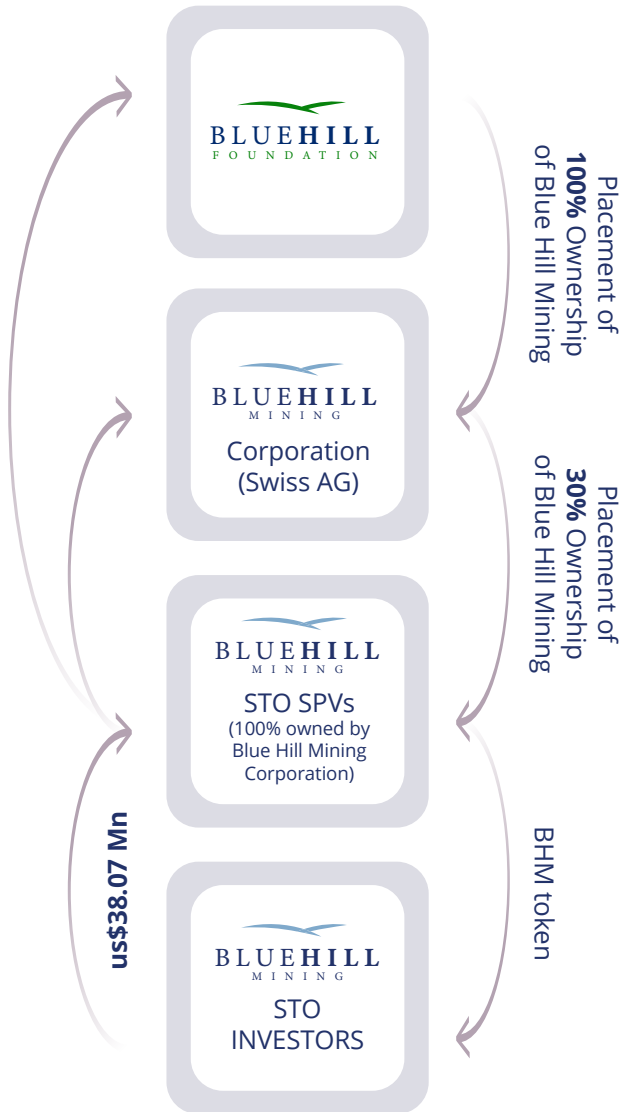 BLUEHILL
FOUNDATION
Placement of
100% Ownership
of Blue Hill Mining
BLUEHILL
MINING
Corporation
(Swiss AG)
Placement of
30% Ownership
of Blue Hill Mining
BLUEHILL
MINING
STO SPVs
(100% owned by
Blue Hill Mining
Corporation)
us$38.07 Mn
BHM token
BLUEHILL
MINING
STO
INVESTORS